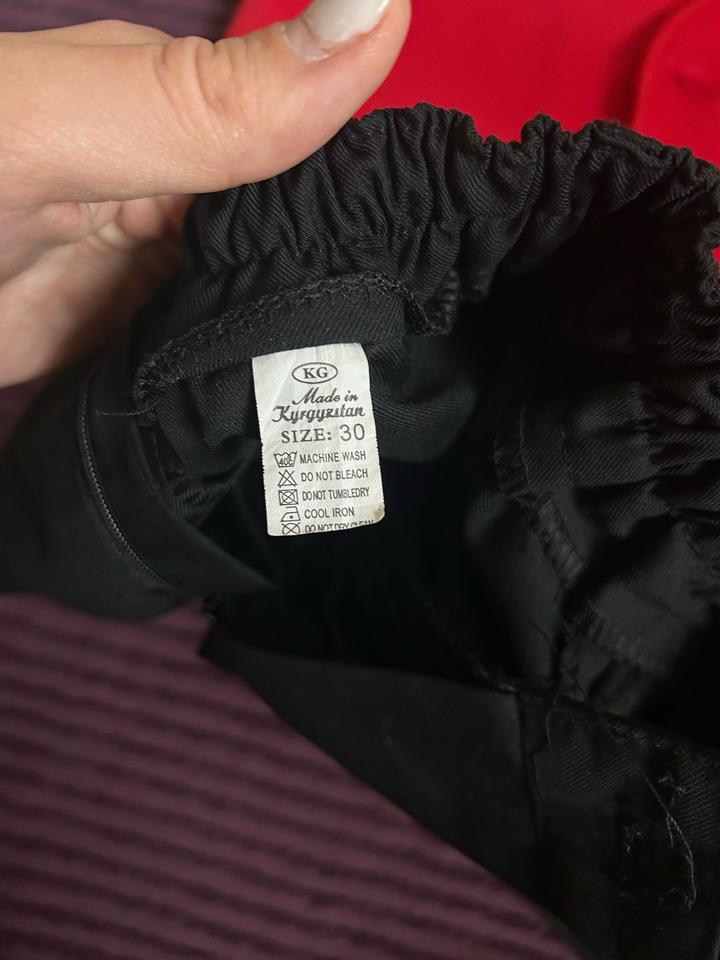 KG
Made in
Kyrgyzstan
SIZE: 30
40° MACHINE WASH
DO NOT BLEACH
DO NOT TUMBLEDRY
COOL IRON
DO NOT DRY CLEAN